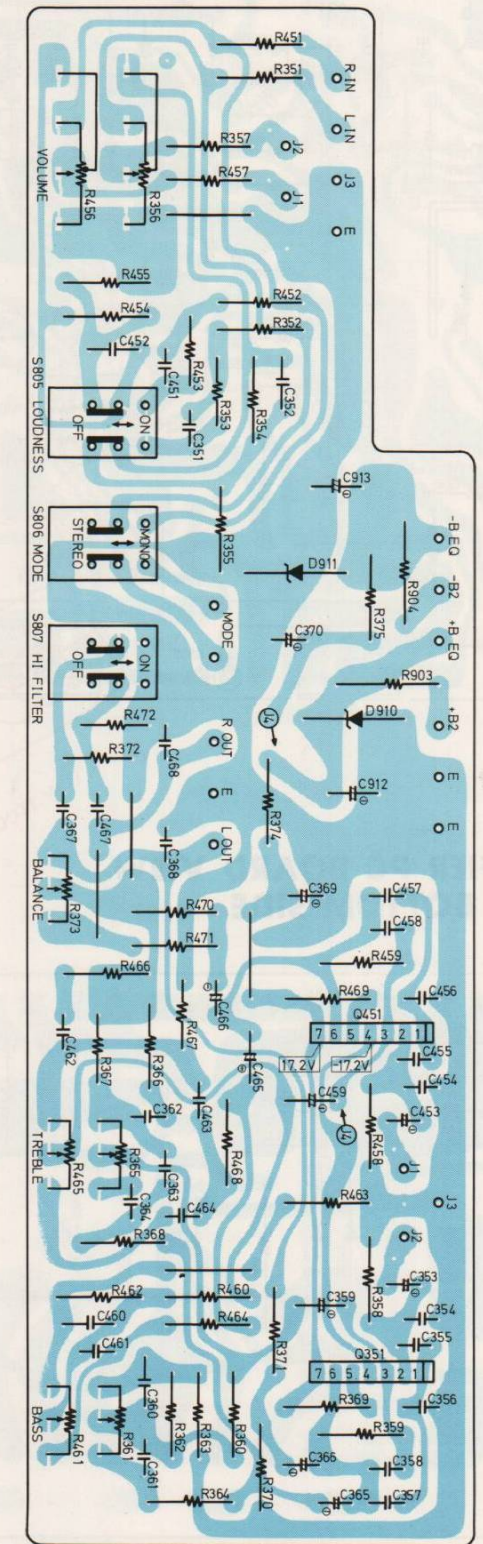 R451
R351
R IN
L IN
R357
J2
R457
J1
J3
E
VOLUME
R456
R356
R455
R454
R452
R352
C452
C451
R453
C351
R353
R354
C352
S805 LOUDNESS
OFF
ON
S806 MODE
STEREO
MONO
MODE
S807 HI FILTER
OFF
ON
R355
C913
D911
C370
R375
R904
-B EQ
-B2
+B EQ
+B2
R903
D910
C912
J4
R374
E
E
R472
R372
C468
R OUT
E
L OUT
C368
C367
C467
BALANCE
R373
R470
R471
C369
C457
C458
R459
C456
R466
R469
Q451
7 6 5 4 3 2 1
17.2V
-17.2V
C455
C454
C453
C462
R367
R366
R467
C466
C465
C459
J4
R458
J1
TREBLE
R465
R365
C362
C363
C364
C463
R468
C464
R463
J3
J2
R368
R462
C460
C461
R460
R464
R371
C359
R358
C353
C354
C355
Q351
7 6 5 4 3 2 1
C356
BASS
R461
R361
C360
C361
R362
R363
R360
R364
R370
R369
R359
C366
C358
C365
C357